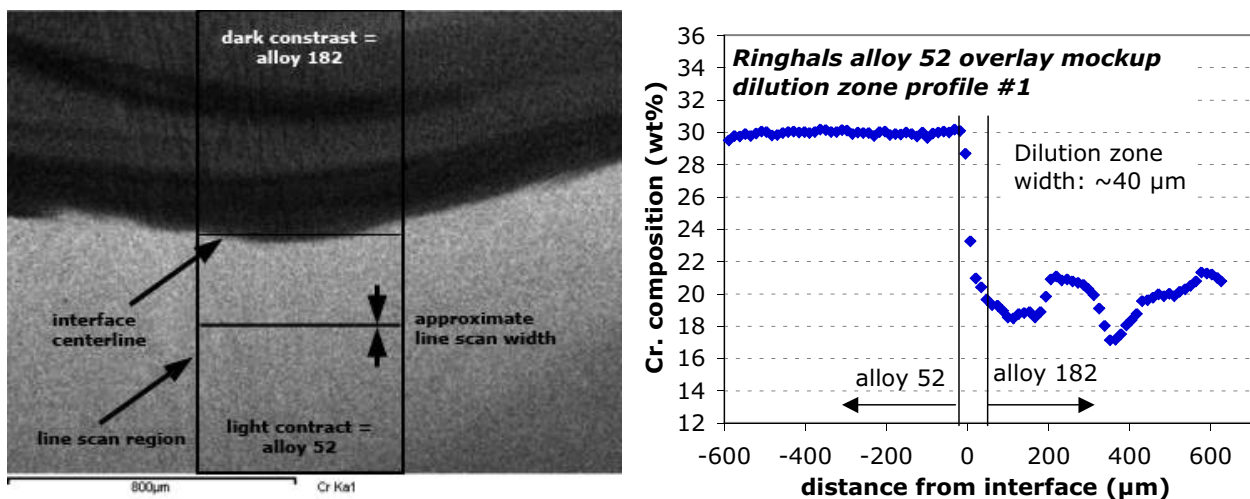 dark constrast =
alloy 182
interface
centerline
approximate
line scan width
line scan region
light contract =
alloy 52
800µm
Cr Ka1
Ringhals alloy 52 overlay mockup
dilution zone profile #1
Dilution zone
width: ~40 µm
alloy 52
alloy 182
Cr. composition (wt%)
36
34
32
30
28
26
24
22
20
18
16
14
12
-600 -400 -200 0 200 400 600
distance from interface (µm)